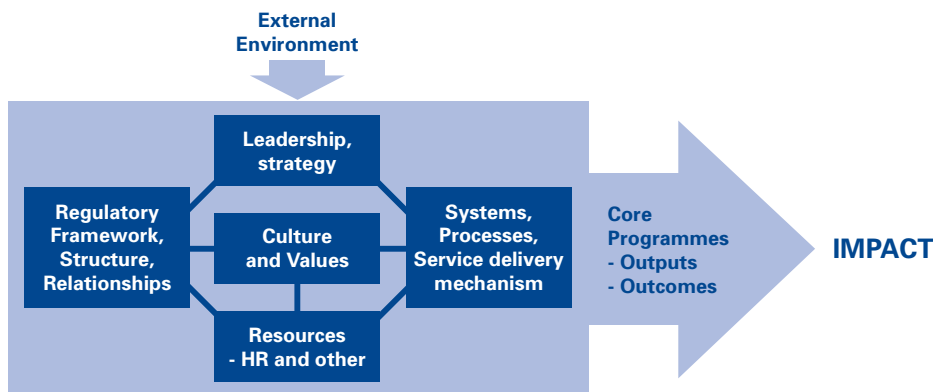 External
Environment
Leadership,
strategy
Regulatory
Framework,
Structure,
Relationships
Culture
and Values
Systems,
Processes,
Service delivery
mechanism
Resources
- HR and other
Core
Programmes
- Outputs
- Outcomes
IMPACT